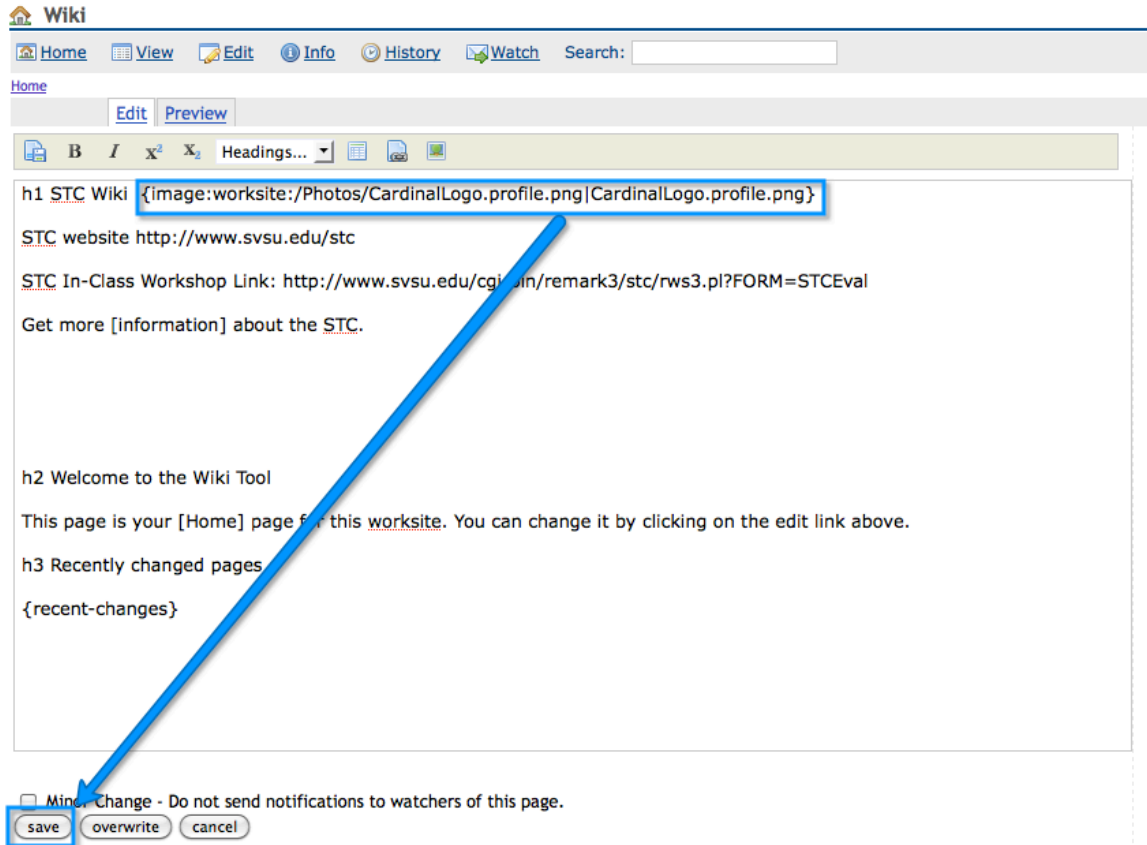 Wiki
Home View Edit Info History Watch Search:
Home
Edit Preview
B I X² X₂ Headings...
h1 STC Wiki {image:worksite:/Photos/CardinalLogo.profile.png|CardinalLogo.profile.png}
STC website http://www.svsu.edu/stc
STC In-Class Workshop Link: http://www.svsu.edu/cgi-bin/remark3/stc/rws3.pl?FORM=STCEval
Get more [information] about the STC.
h2 Welcome to the Wiki Tool
This page is your [Home] page for this worksite. You can change it by clicking on the edit link above.
h3 Recently changed pages
{recent-changes}
Minor Change - Do not send notifications to watchers of this page.
save overwrite cancel